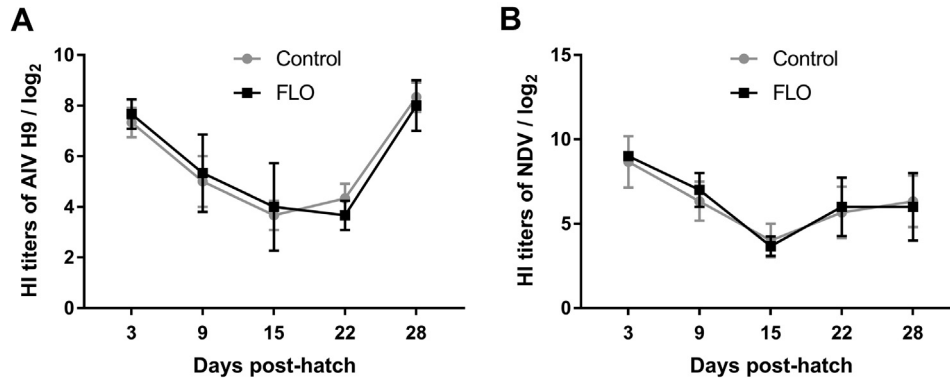 A
HI titers of AIV H9 / log2
10
8
6
4
2
0
Control
FLO
3 9 15 22 28
Days post-hatch
B
HI titers of NDV / log2
15
10
5
0
Control
FLO
3 9 15 22 28
Days post-hatch